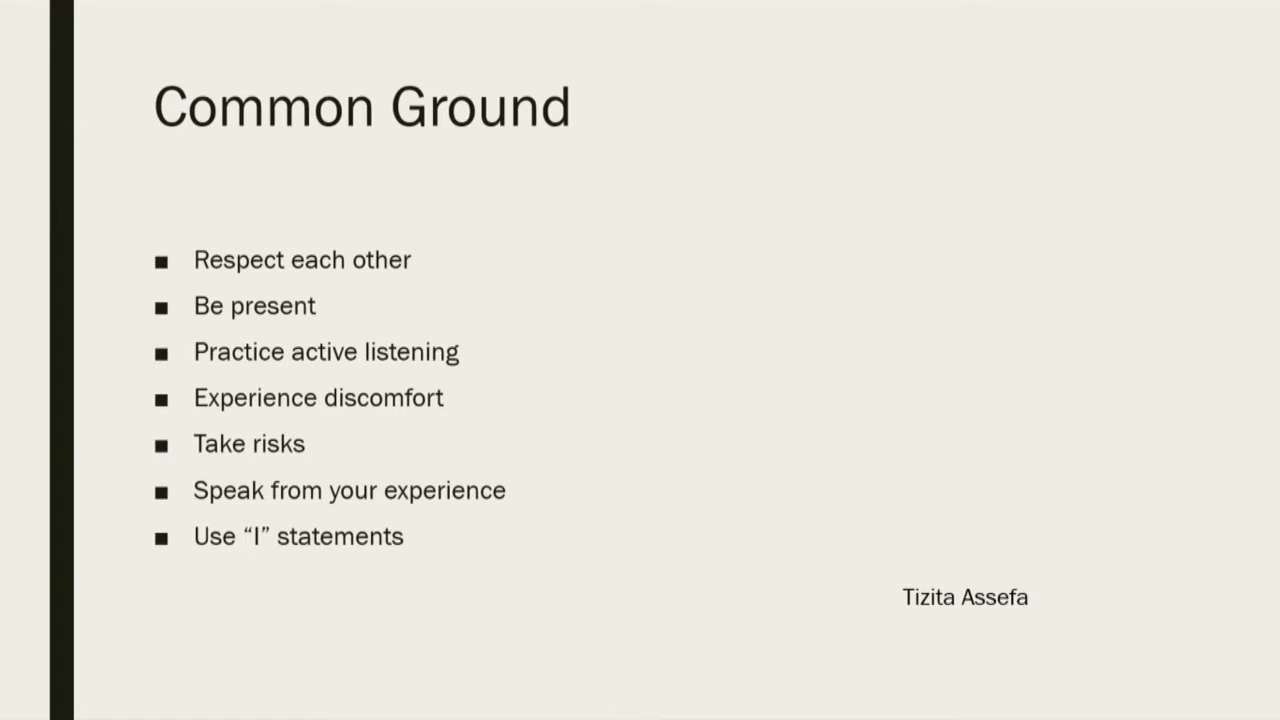 Common Ground
Respect each other
Be present
Practice active listening
Experience discomfort
Take risks
Speak from your experience
Use “I” statements
Tizita Assefa